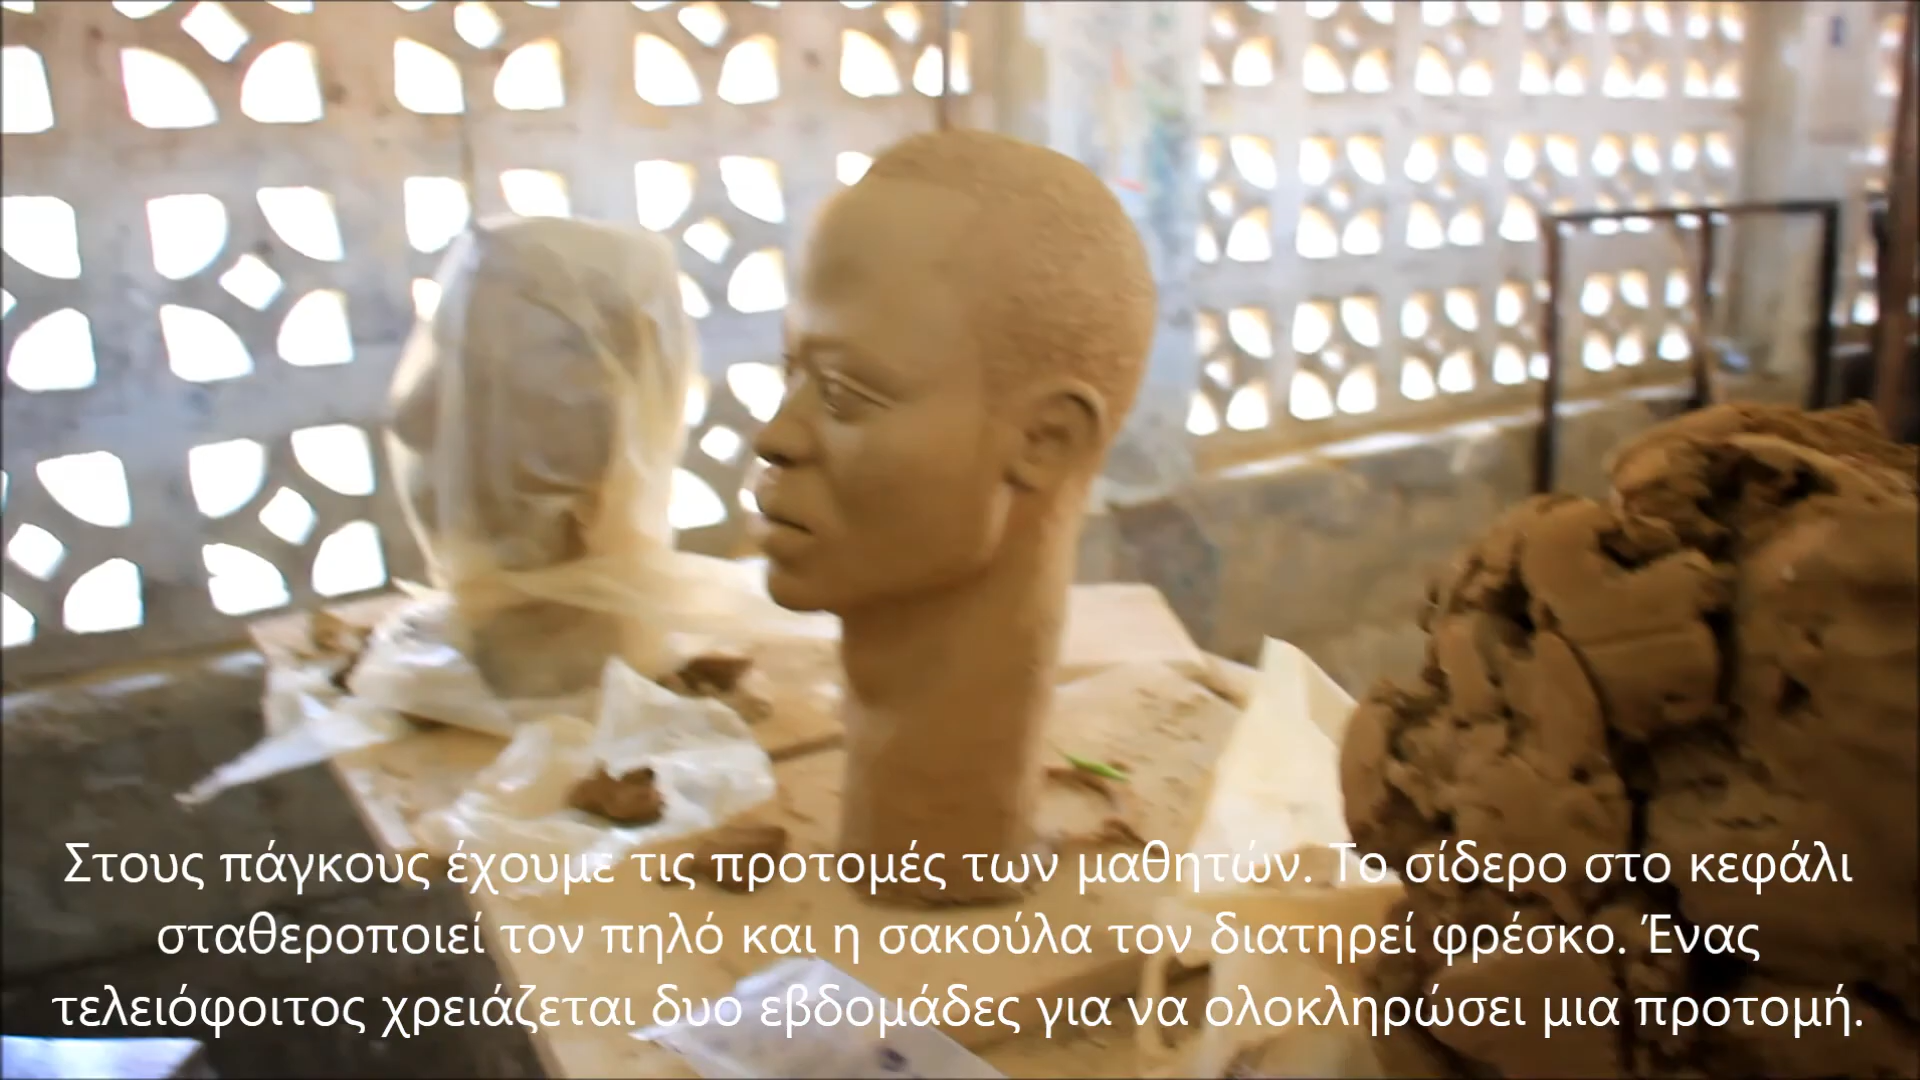 Στους πάγκους έχουμε τις προτομές των μαθητών. Το σίδερο στο κεφάλι
σταθεροποιεί τον πηλό και η σακούλα τον διατηρεί φρέσκο. Ένας
τελειόφοιτος χρειάζεται δυο εβδομάδες για να ολοκληρώσει μια προτομή.